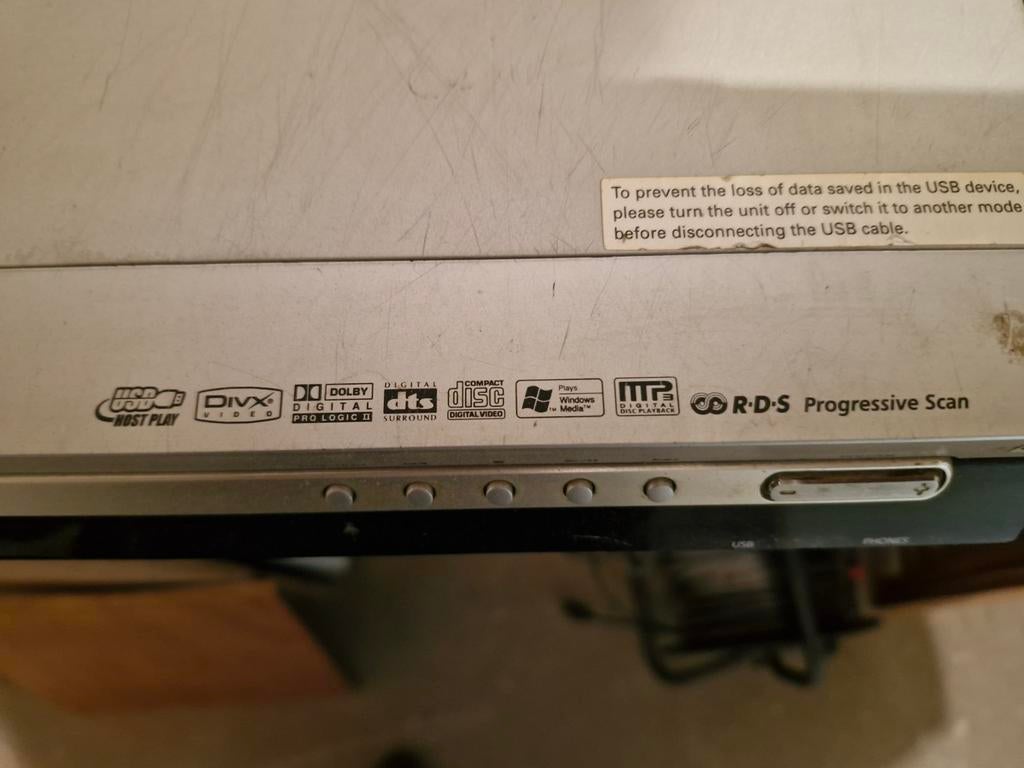 To prevent the loss of data saved in the USB device,
please turn the unit off or switch it to another mode
before disconnecting the USB cable.
USB
HOST PLAY
DIVX
VIDEO
DOLBY
DIGITAL
PRO LOGIC II
DIGITAL
dts
SURROUND
COMPACT
disc
DIGITAL VIDEO
Plays
Windows
Media™
MP3
DIGITAL
DISC PLAYBACK
R·D·S
Progressive Scan
- +
USB
PHONES